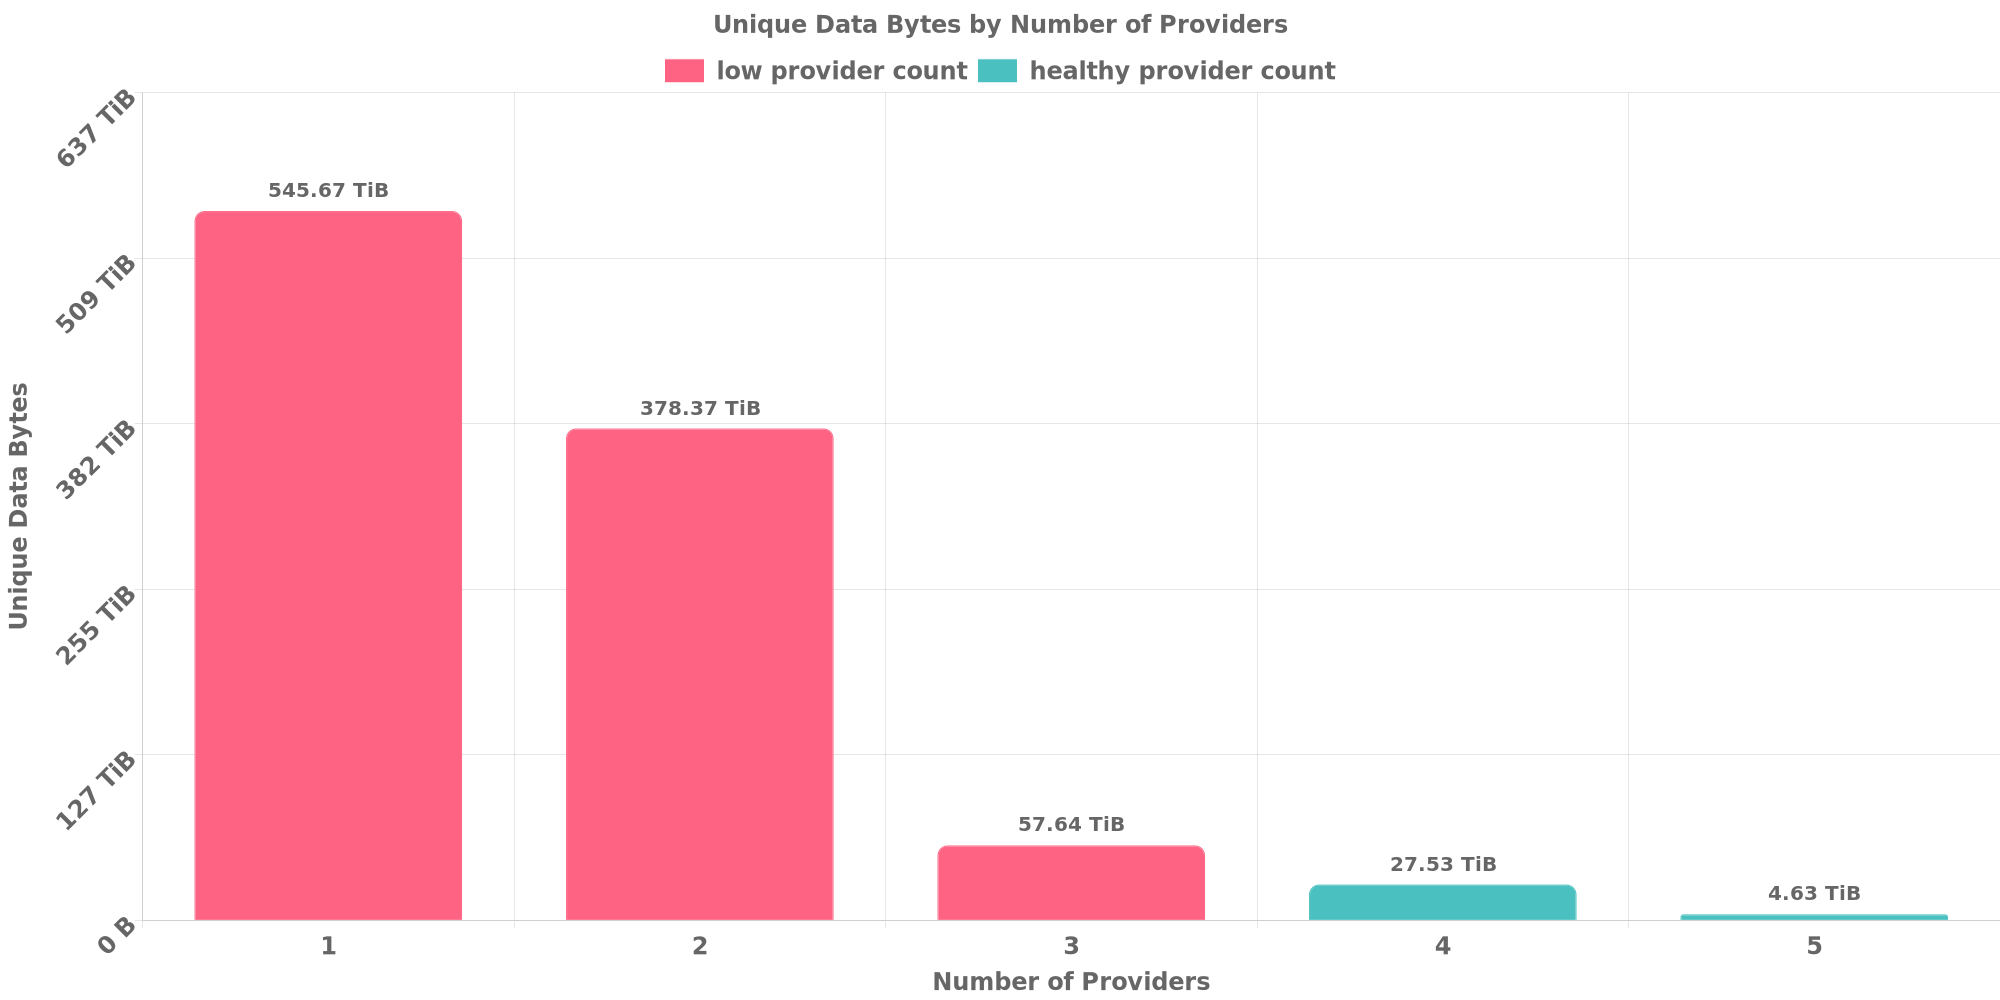 Unique Data Bytes by Number of Providers
low provider count healthy provider count
637 TiB
509 TiB
382 TiB
255 TiB
127 TiB
0 B
Unique Data Bytes
545.67 TiB
378.37 TiB
57.64 TiB
27.53 TiB
4.63 TiB
1 2 3 4 5
Number of Providers